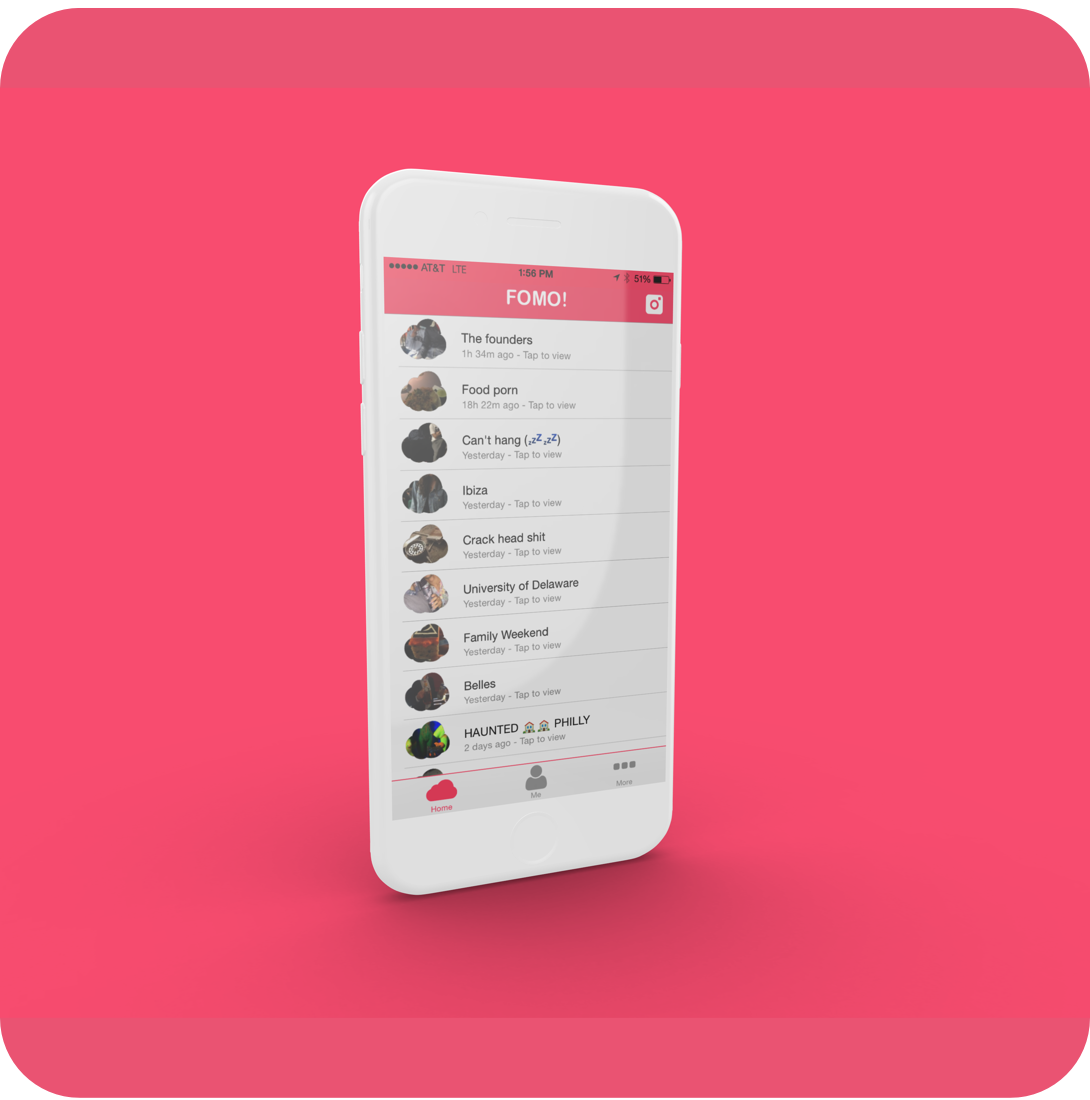 AT&T LTE 1:56 PM 51%
FOMO!
The founders
1h 34m ago - Tap to view
Food porn
18h 22m ago - Tap to view
Can't hang (💤💤)
Yesterday - Tap to view
Ibiza
Yesterday - Tap to view
Crack head shit
Yesterday - Tap to view
University of Delaware
Yesterday - Tap to view
Family Weekend
Yesterday - Tap to view
Belles
Yesterday - Tap to view
HAUNTED 🏠🏠 PHILLY
2 days ago - Tap to view
Home Me More